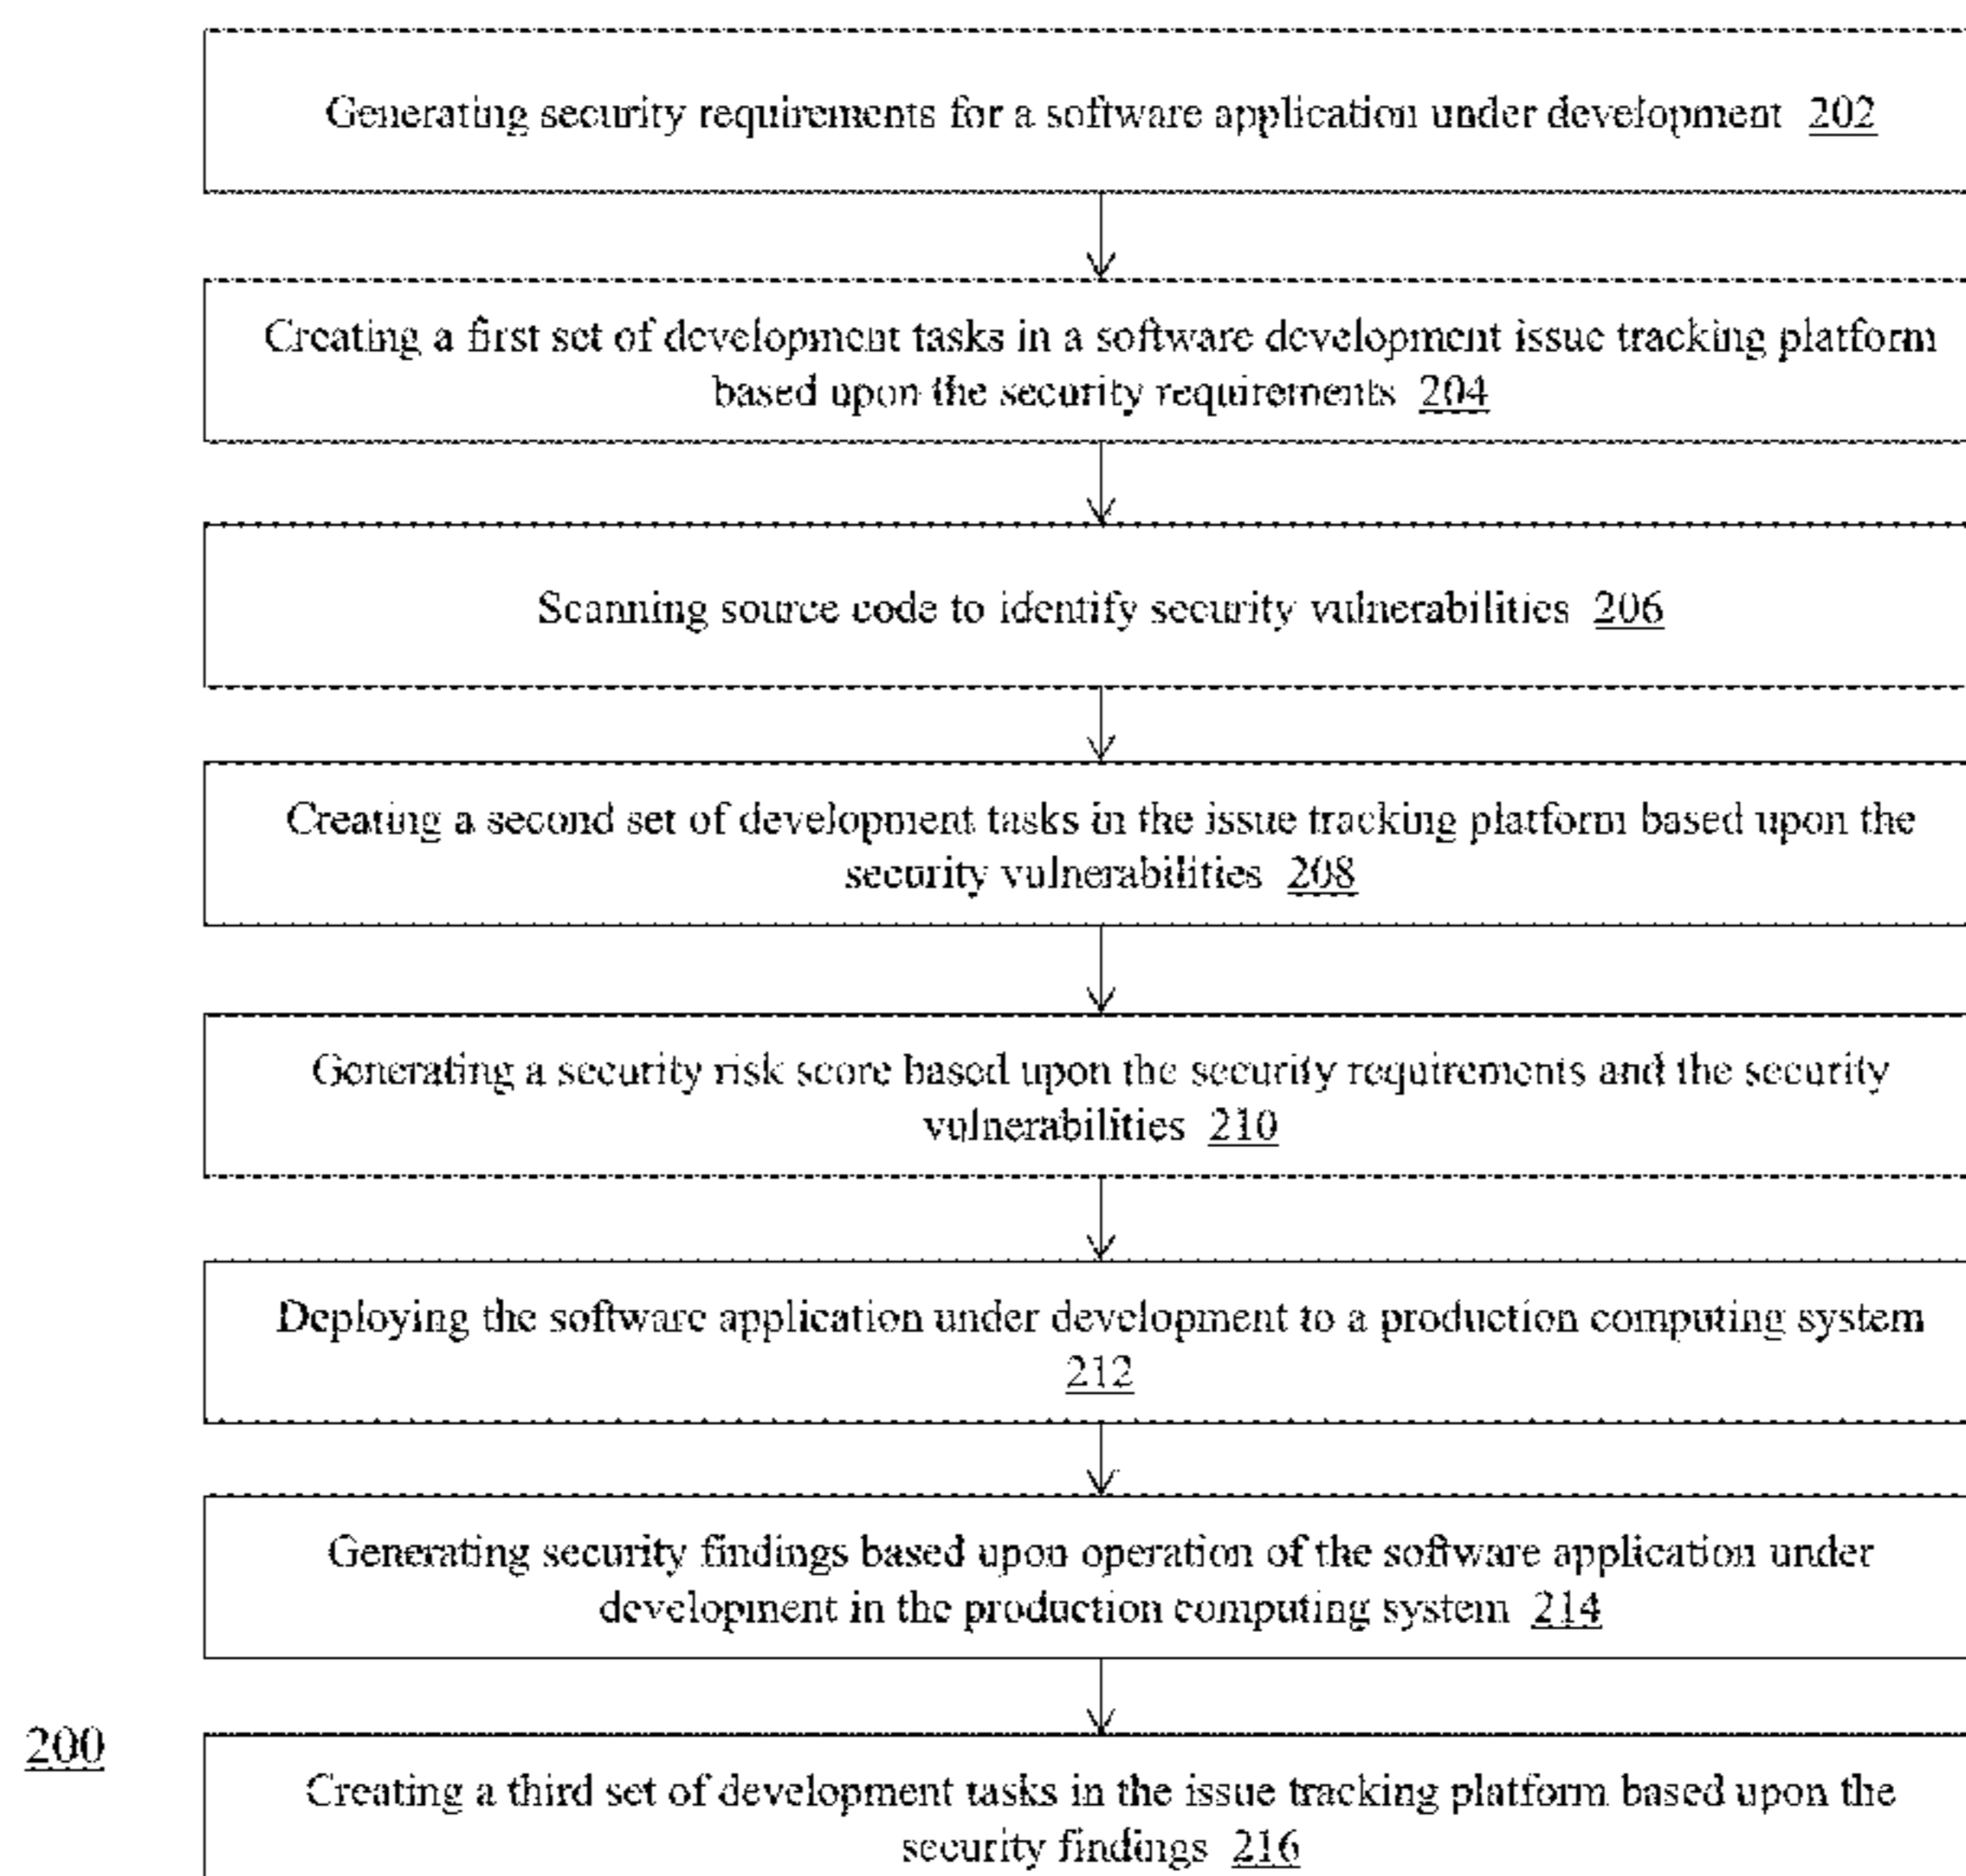 Generating security requirements for a software application under development 202
Creating a first set of development tasks in a software development issue tracking platform
based upon the security requirements 204
Scanning source code to identify security vulnerabilities 206
Creating a second set of development tasks in the issue tracking platform based upon the
security vulnerabilities 208
Generating a security risk score based upon the security requirements and the security
vulnerabilities 210
Deploying the software application under development to a production computing system
212
Generating security findings based upon operation of the software application under
development in the production computing system 214
200
Creating a third set of development tasks in the issue tracking platform based upon the
security findings 216